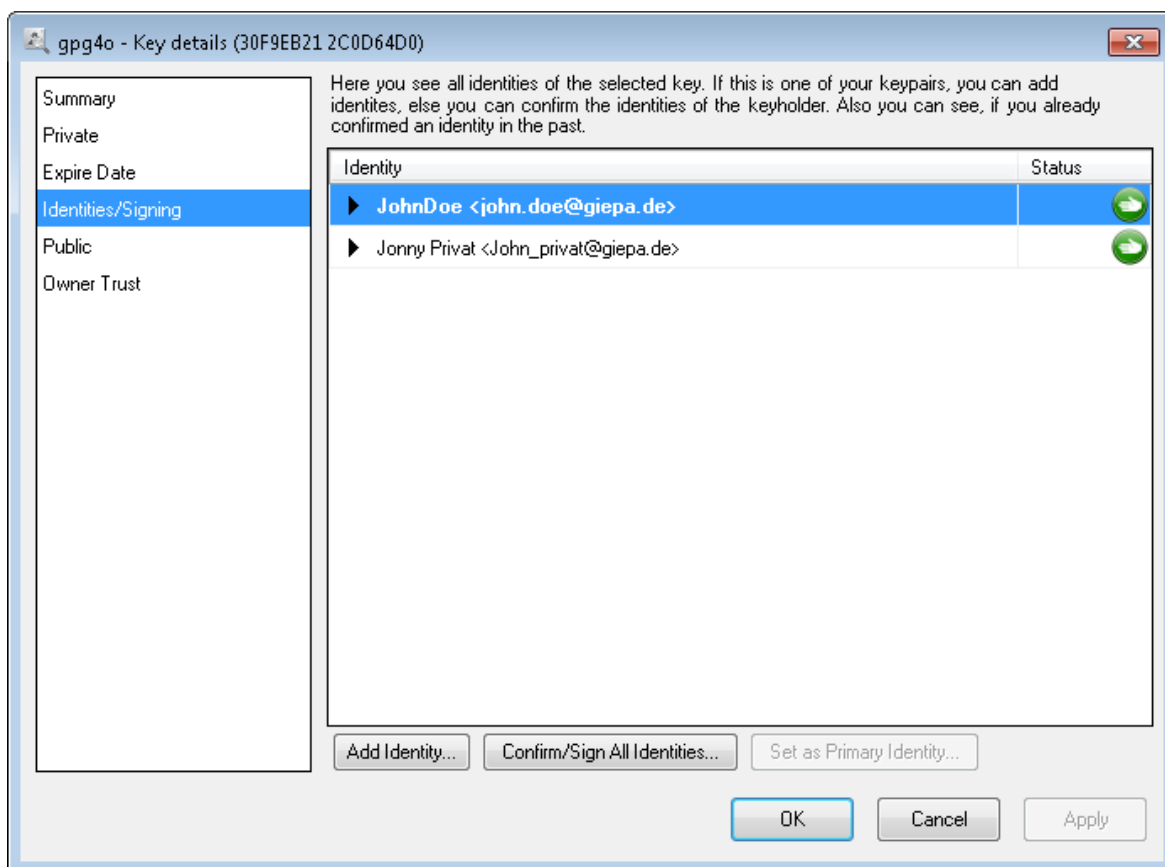 gpg4o - Key details (30F9EB21 2C0D64D0)
Summary
Private
Expire Date
Identities/Signing
Public
Owner Trust
Here you see all identities of the selected key. If this is one of your keypairs, you can add
identites, else you can confirm the identities of the keyholder. Also you can see, if you already
confirmed an identity in the past.
Identity Status
JohnDoe <john.doe@giepa.de>
Jonny Privat <John_privat@giepa.de>
Add Identity... Confirm/Sign All Identities... Set as Primary Identity...
OK Cancel Apply